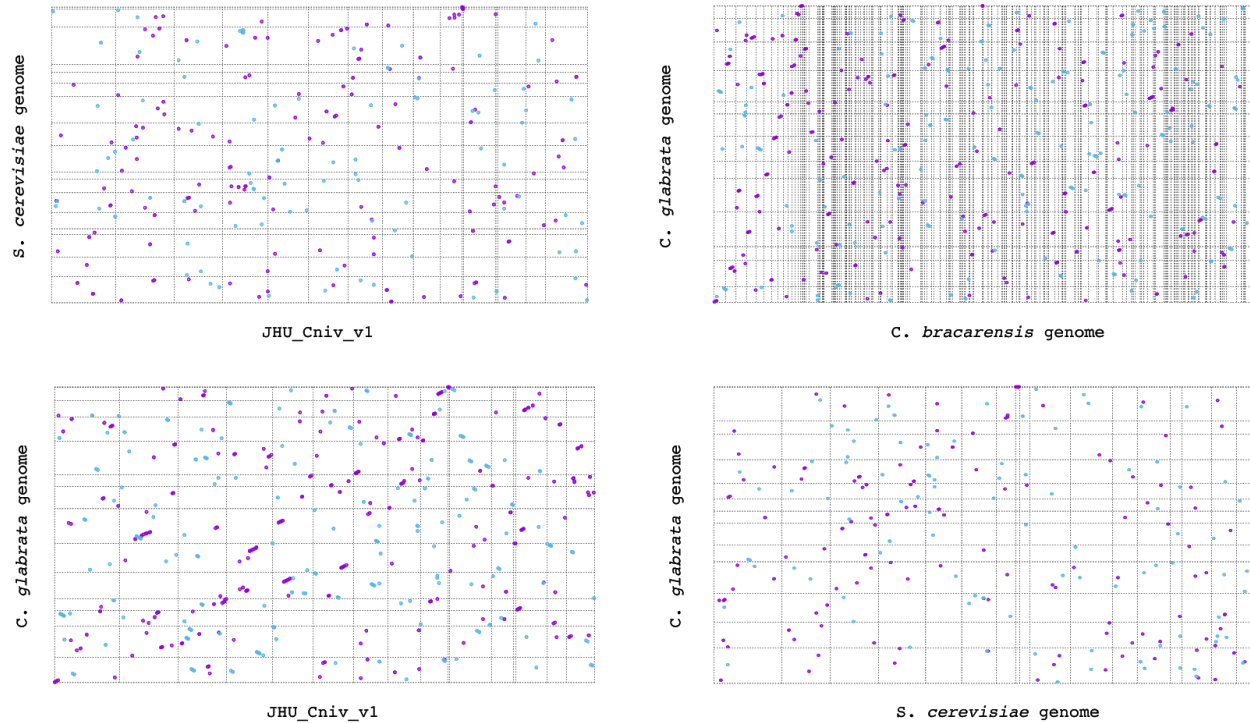 S. cerevisiae genome
JHU_Cniv_v1
C. glabrata genome
C. bracarensis genome
C. glabrata genome
JHU_Cniv_v1
C. glabrata genome
S. cerevisiae genome